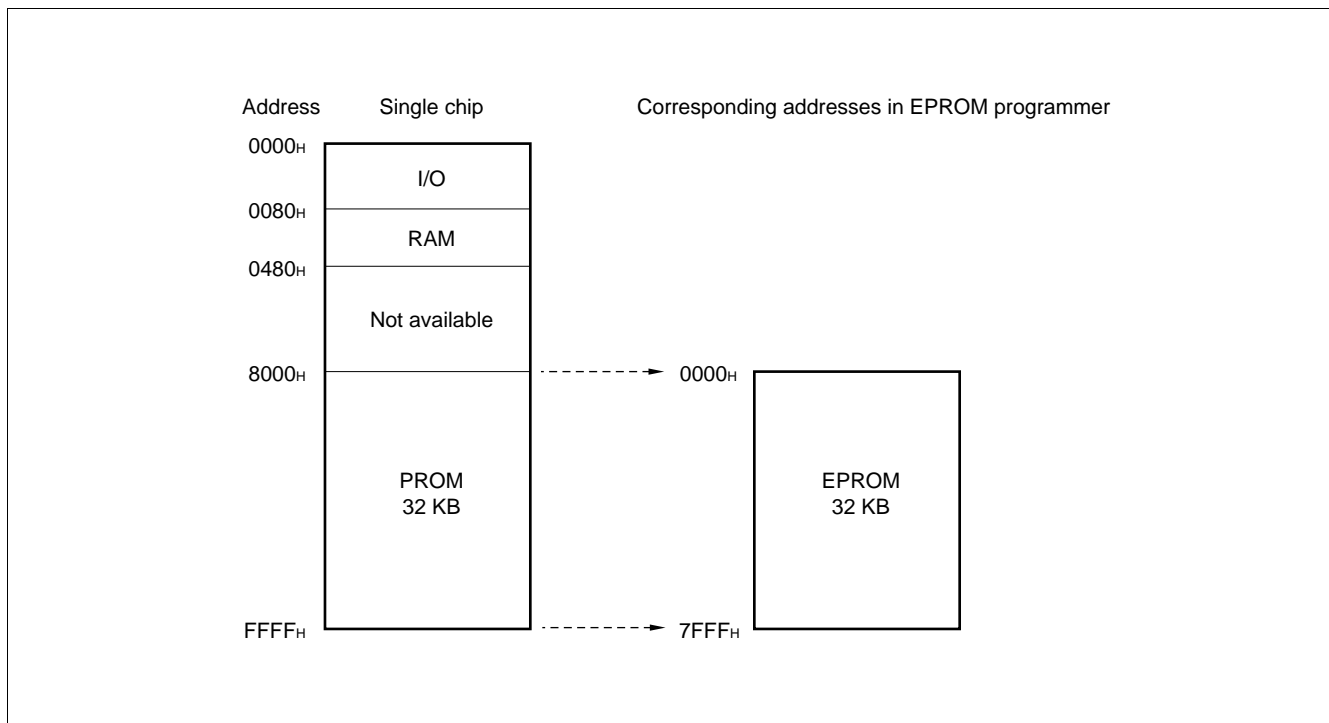 Address Single chip Corresponding addresses in EPROM programmer
0000H
I/O
0080H
RAM
0480H
Not available
8000H 0000H
PROM EPROM
32 KB 32 KB
FFFFH 7FFFH